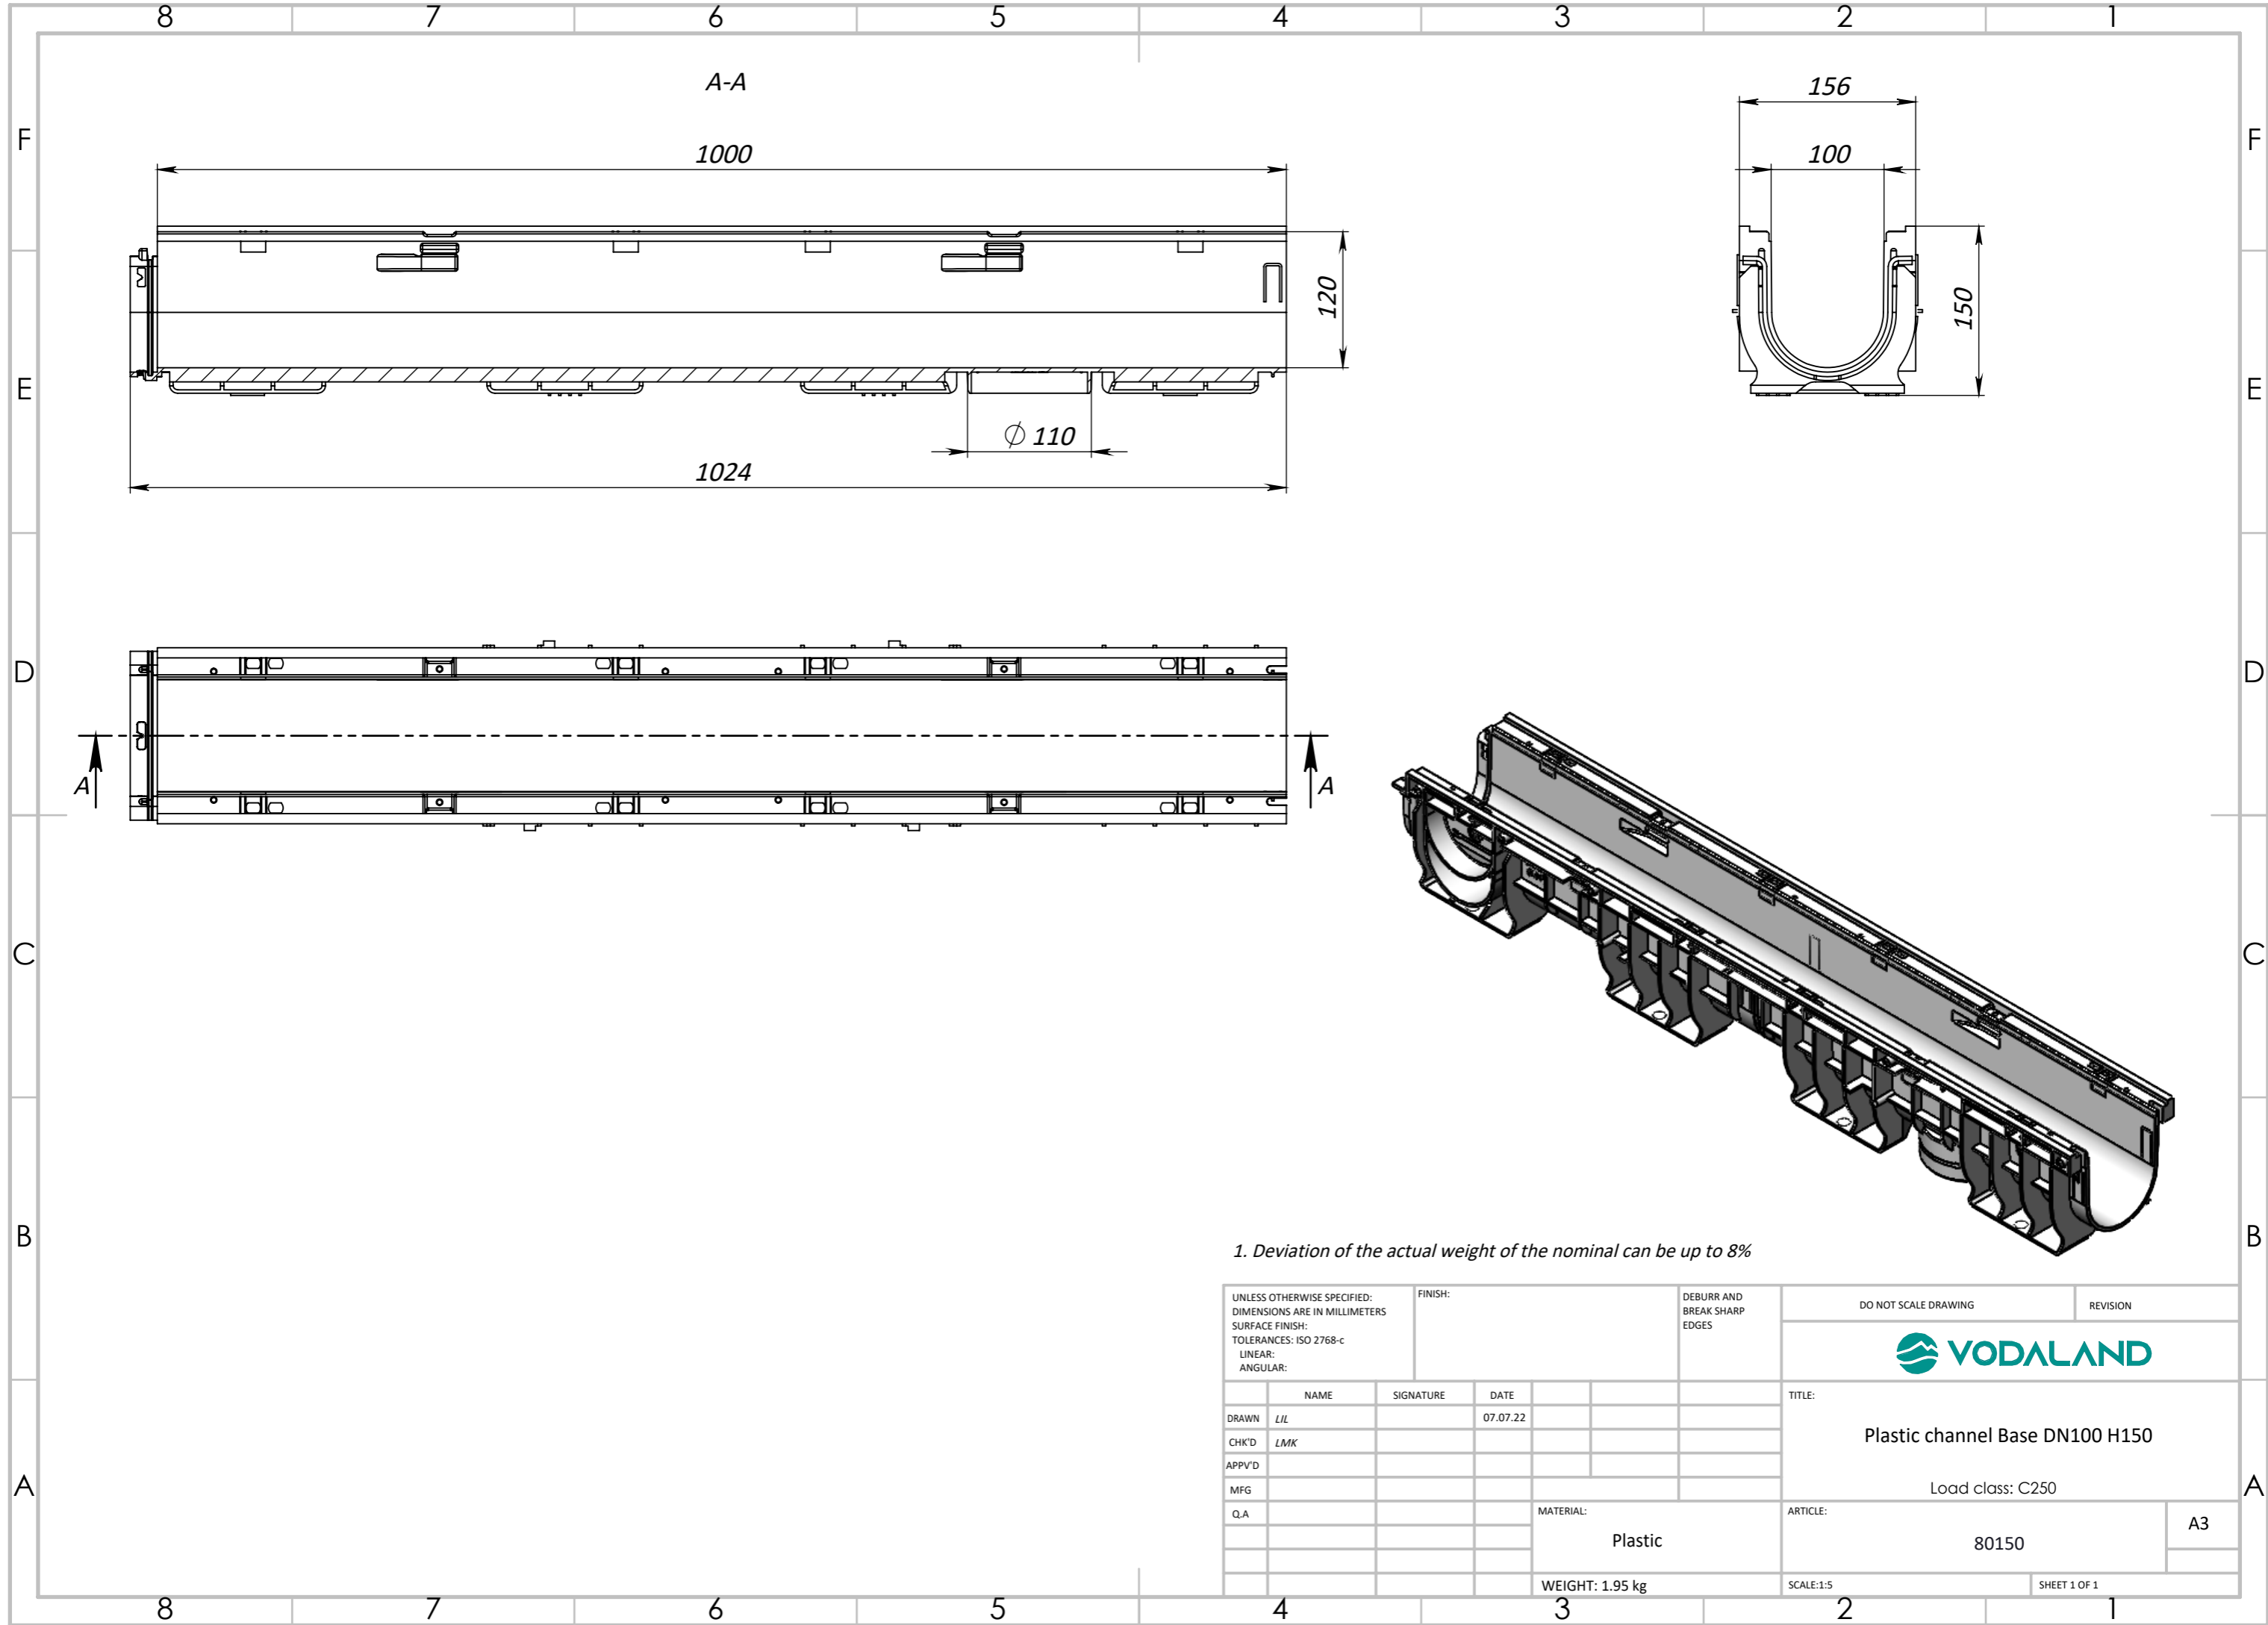 8 7 6 5 4 3 2 1
F F
E E
D D
C C
B B
A A
A-A
1000
120
Ø 110
1024
156
100
150
A A
1. Deviation of the actual weight of the nominal can be up to 8%
UNLESS OTHERWISE SPECIFIED:
DIMENSIONS ARE IN MILLIMETERS
SURFACE FINISH:
TOLERANCES: ISO 2768-c
LINEAR:
ANGULAR:
FINISH:
DEBURR AND
BREAK SHARP
EDGES
DO NOT SCALE DRAWING
REVISION
VODALAND
NAME SIGNATURE DATE
DRAWN LIL 07.07.22
CHK'D LMK
APPV'D
MFG
Q.A
TITLE:
Plastic channel Base DN100 H150
Load class: C250
MATERIAL:
Plastic
ARTICLE:
80150
A3
WEIGHT: 1.95 kg
SCALE:1:5
SHEET 1 OF 1
8 7 6 5 4 3 2 1